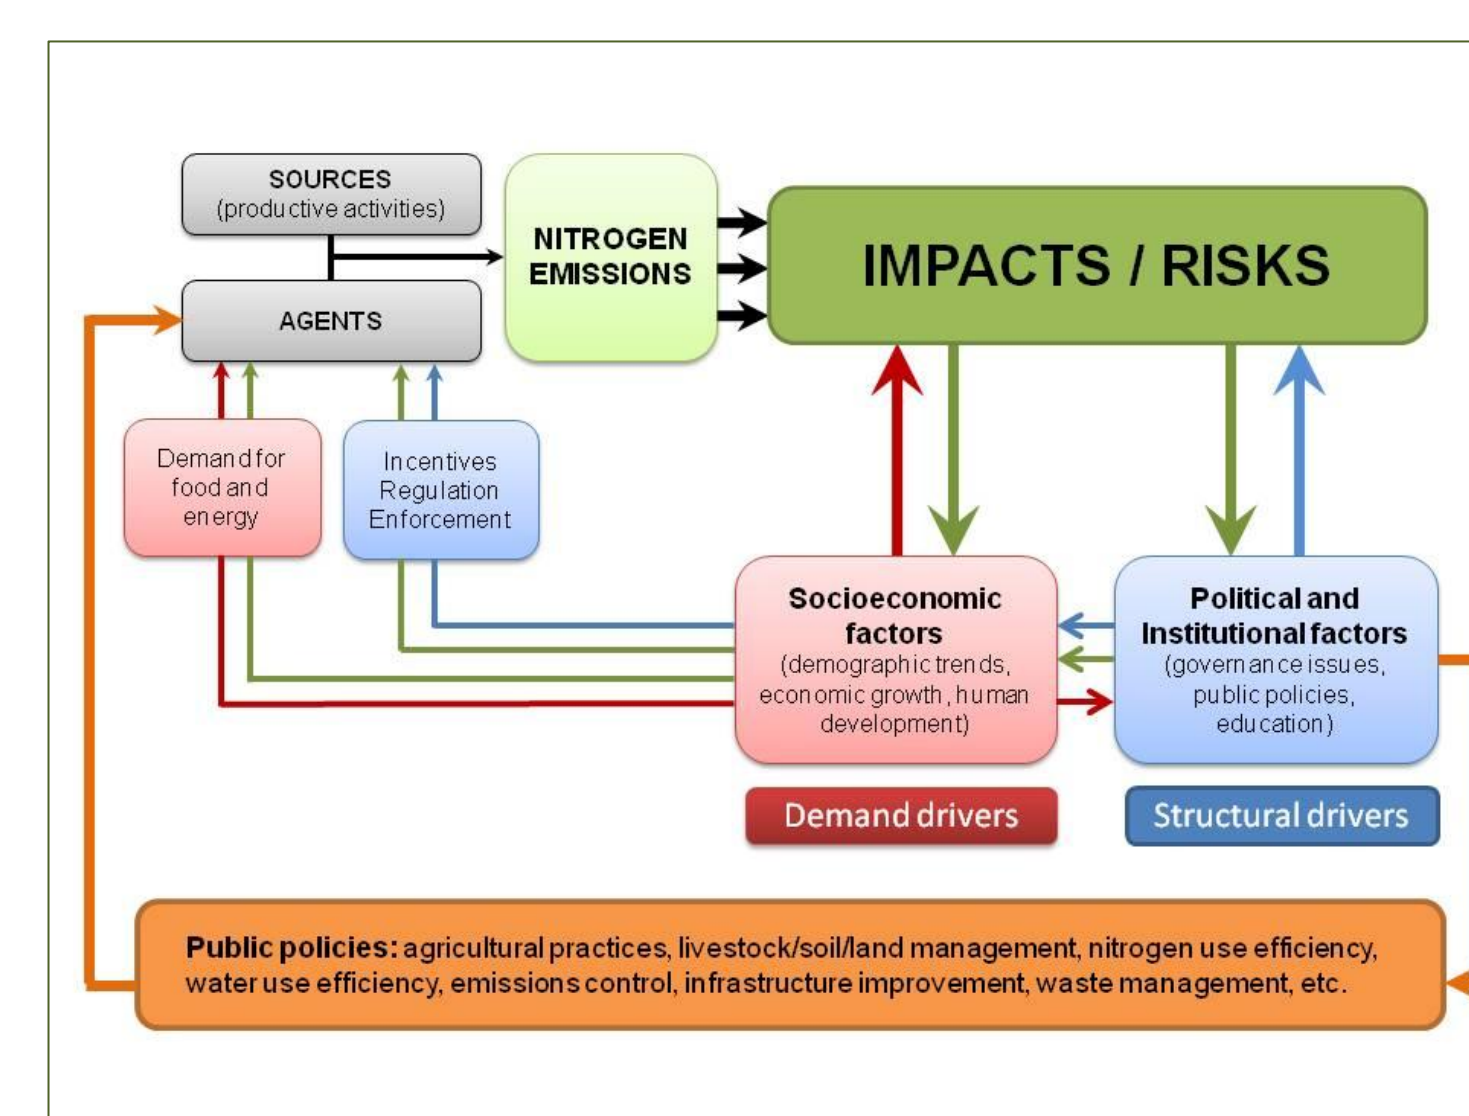 SOURCES
(productive activities)
NITROGEN
EMISSIONS
IMPACTS / RISKS
AGENTS
Demand for
food and
energy
Incentives
Regulation
Enforcement
Socioeconomic
factors
(demographic trends,
economic growth, human
development)
Political and
Institutional factors
(governance issues,
public policies,
education)
Demand drivers
Structural drivers
Public policies: agricultural practices, livestock/soil/land management, nitrogen use efficiency,
water use efficiency, emissions control, infrastructure improvement, waste management, etc.